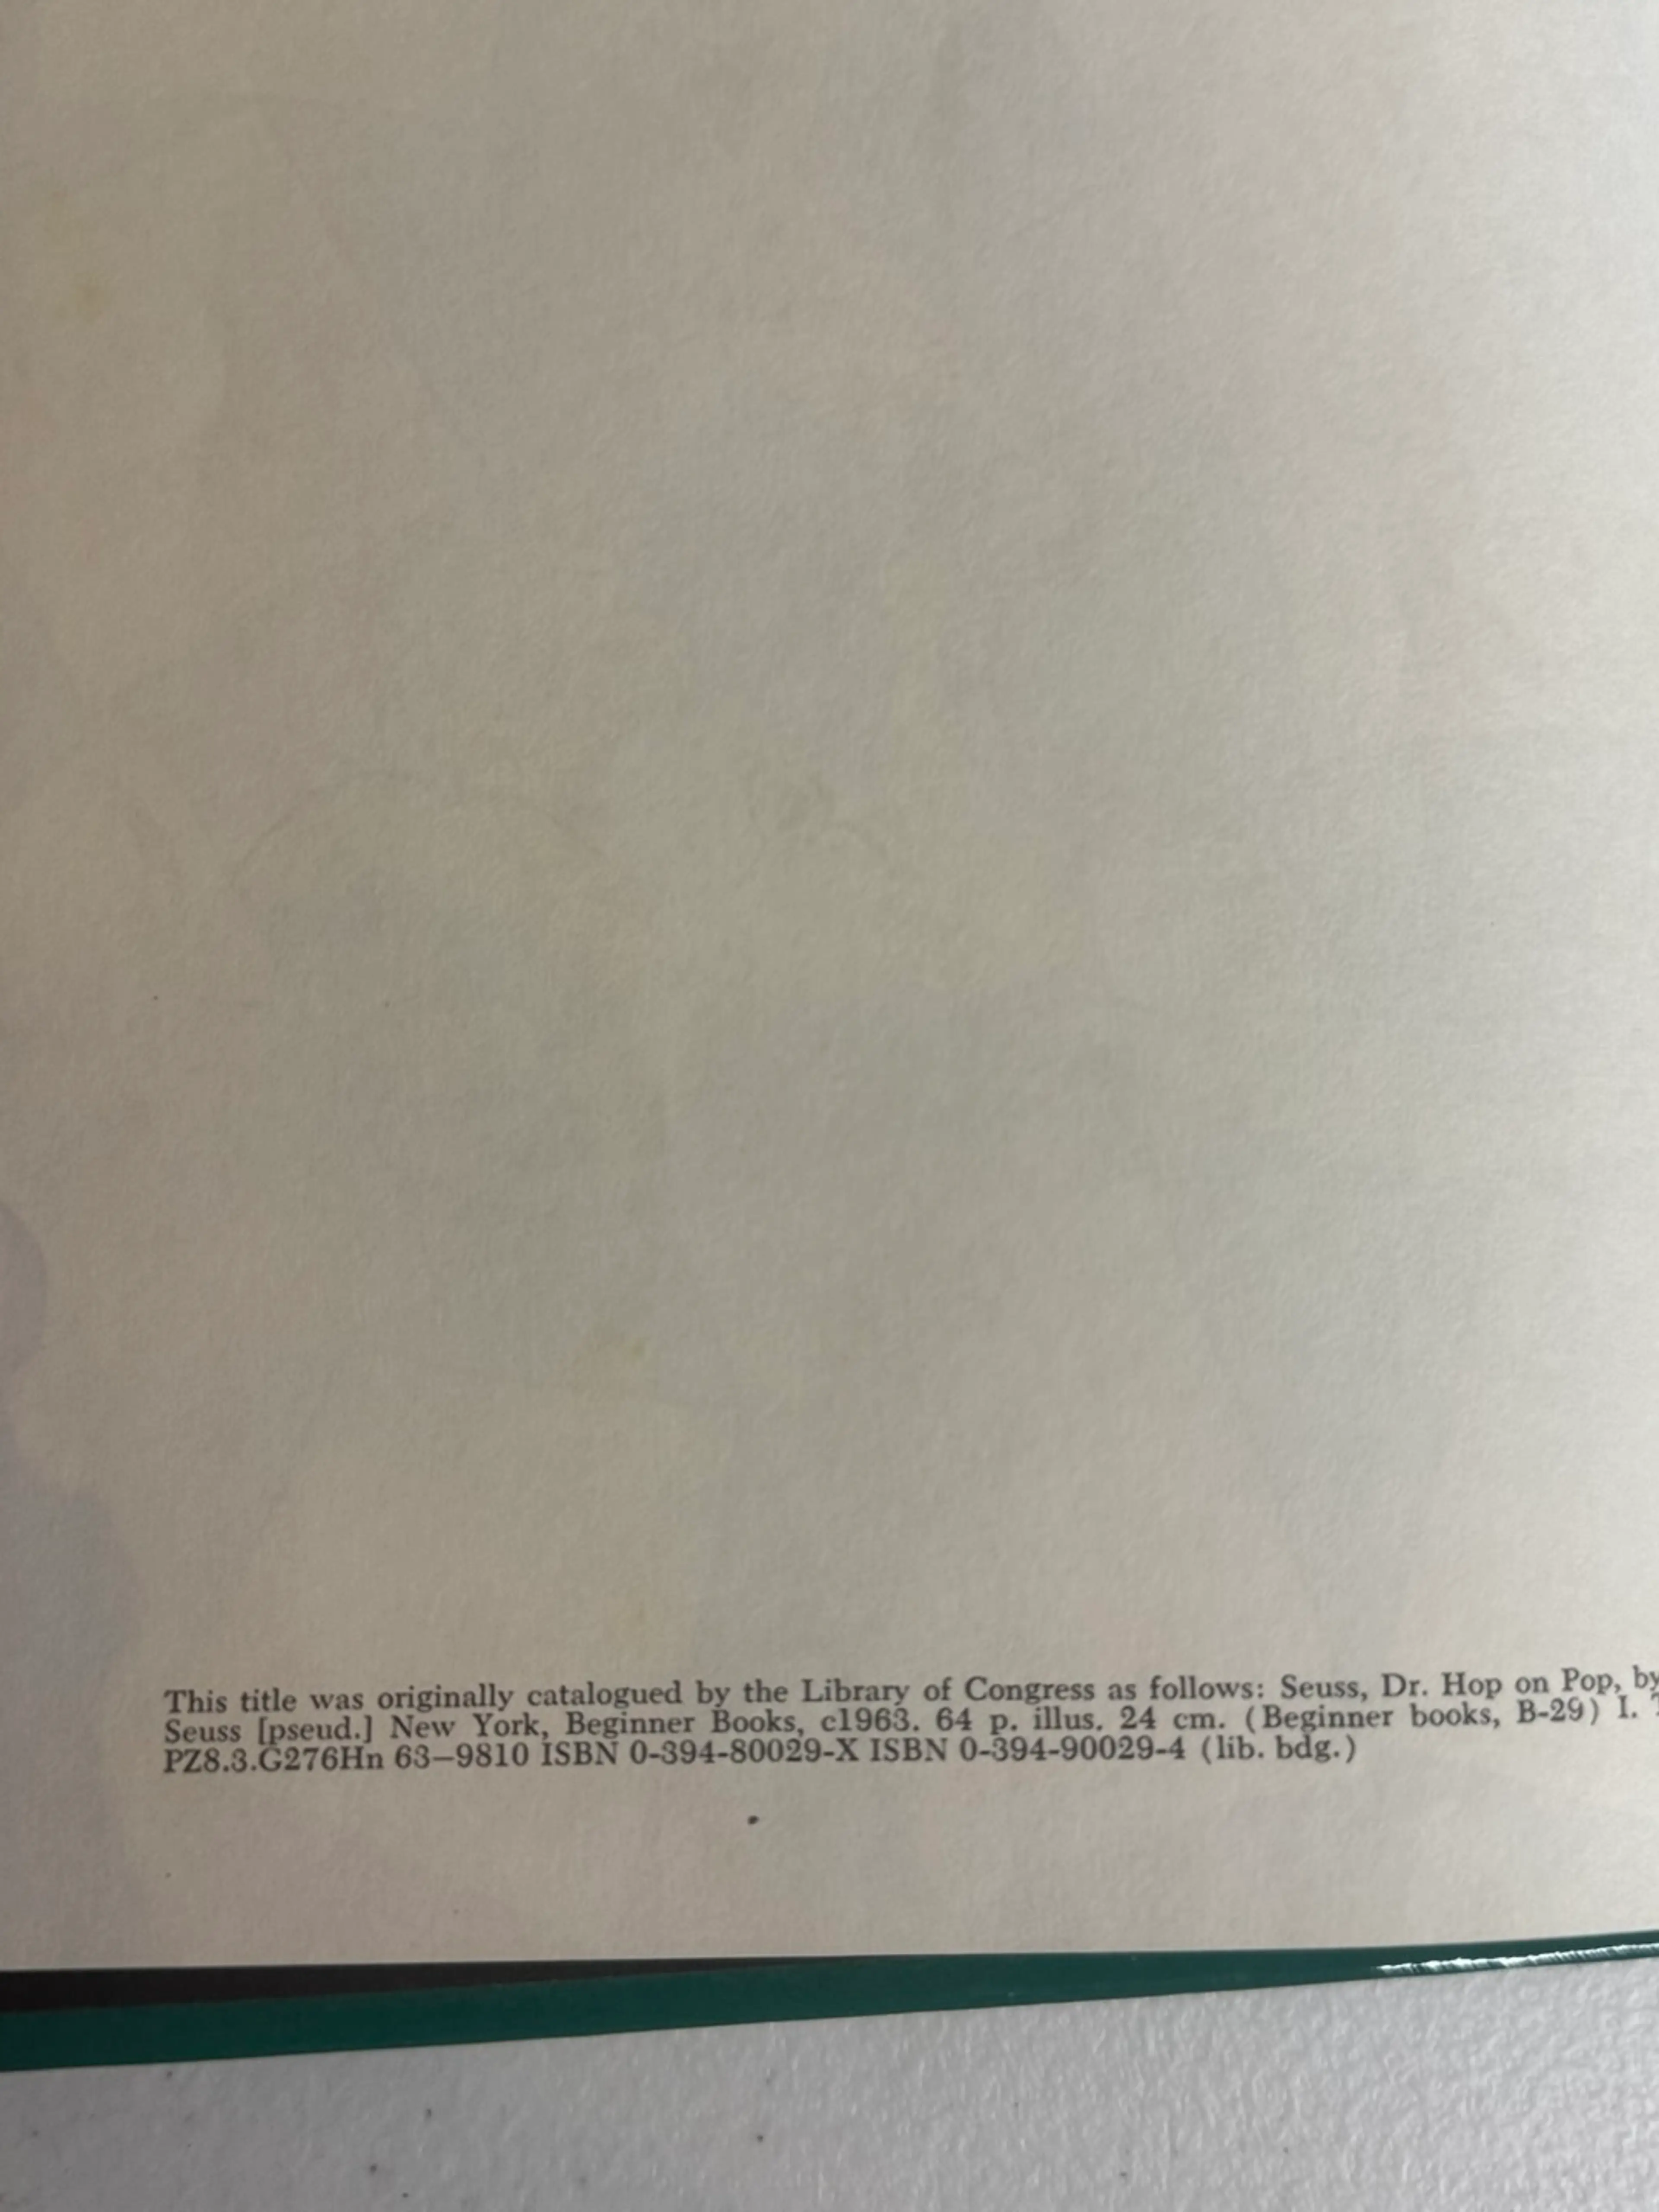 This title was originally catalogued by the Library of Congress as follows: Seuss, Dr. Hop on Pop, by
Seuss [pseud.] New York, Beginner Books, c1963. 64 p. illus. 24 cm. (Beginner books, B-29) I.
PZ8.3.G276Hn 63–9810 ISBN 0-394-80029-X ISBN 0-394-90029-4 (lib. bdg.)